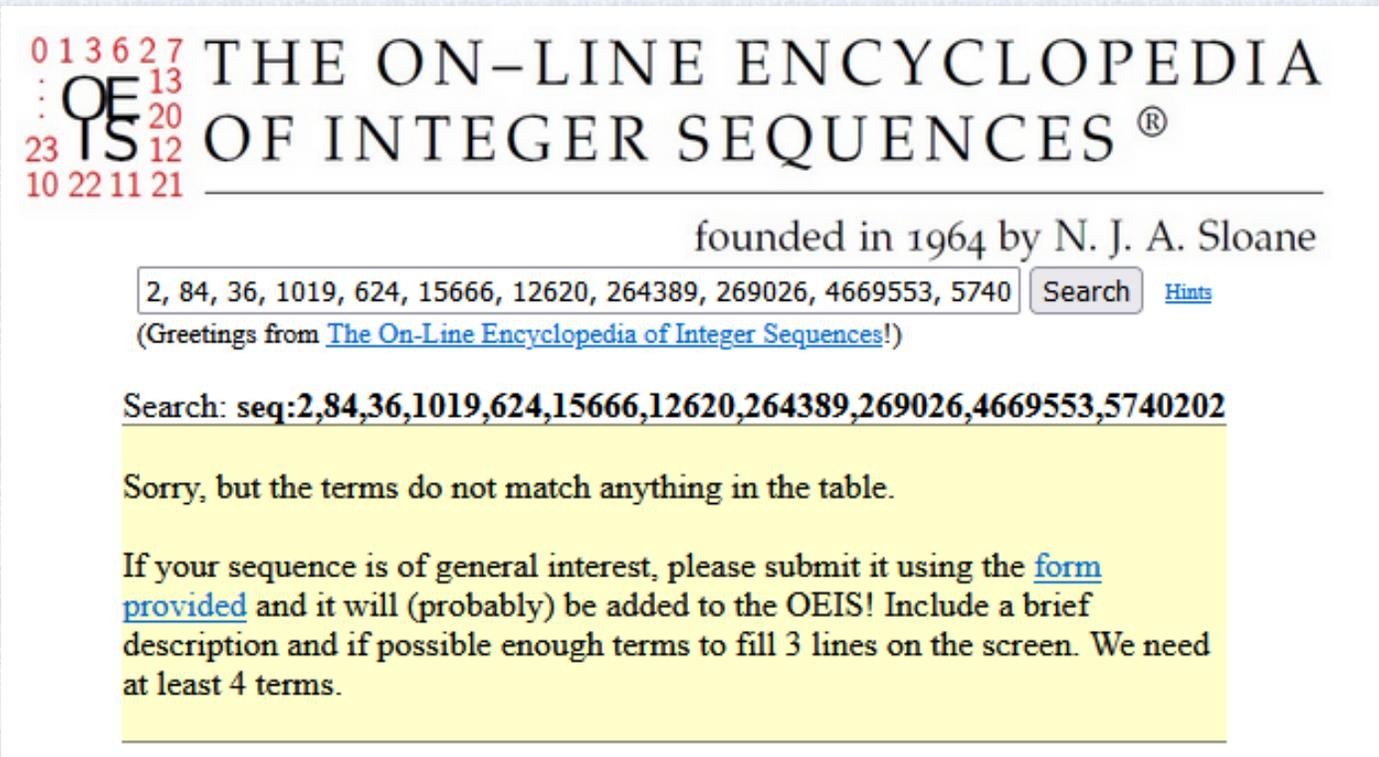 0 1 3 6 2 7
: OE 13
: IS 20
23 12
10 22 11 21
THE ON–LINE ENCYCLOPEDIA
OF INTEGER SEQUENCES ®
founded in 1964 by N. J. A. Sloane
2, 84, 36, 1019, 624, 15666, 12620, 264389, 269026, 4669553, 5740 Search Hints
(Greetings from The On-Line Encyclopedia of Integer Sequences!)
Search: seq:2,84,36,1019,624,15666,12620,264389,269026,4669553,5740202
Sorry, but the terms do not match anything in the table.
If your sequence is of general interest, please submit it using the form
provided and it will (probably) be added to the OEIS! Include a brief
description and if possible enough terms to fill 3 lines on the screen. We need
at least 4 terms.